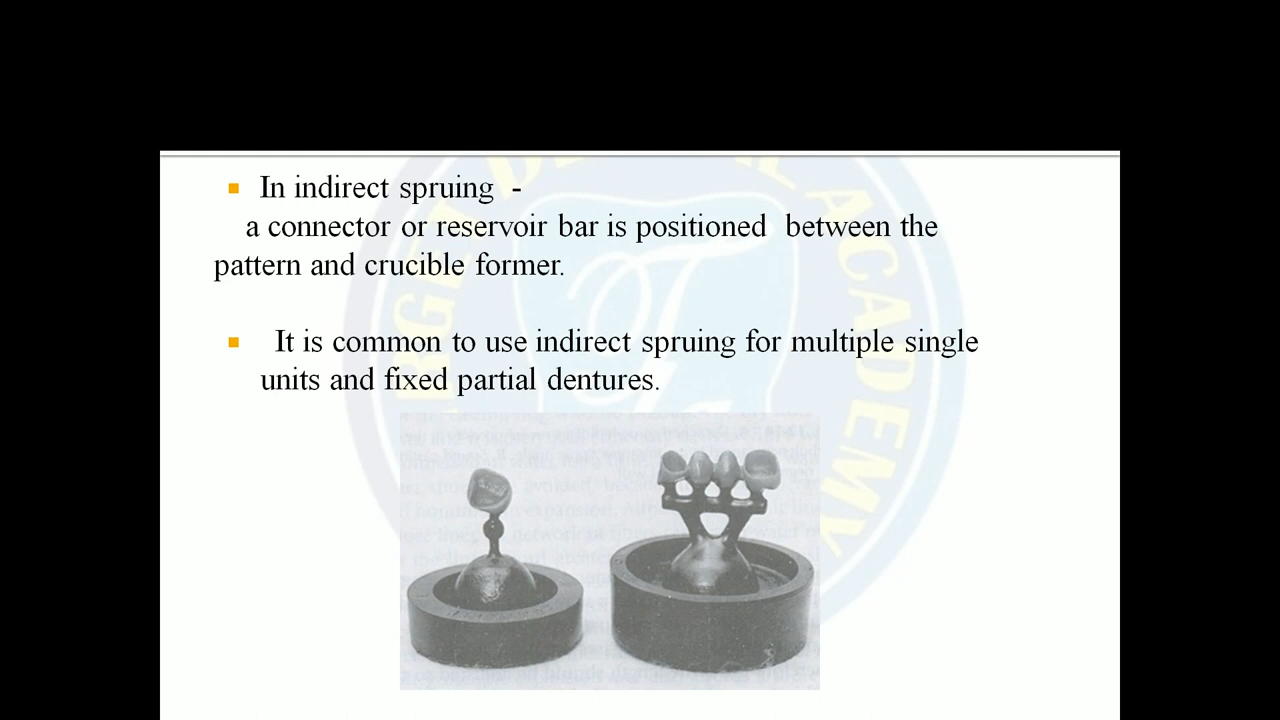 In indirect spruing -
a connector or reservoir bar is positioned between the
pattern and crucible former.
It is common to use indirect spruing for multiple single
units and fixed partial dentures.
ACADEMY